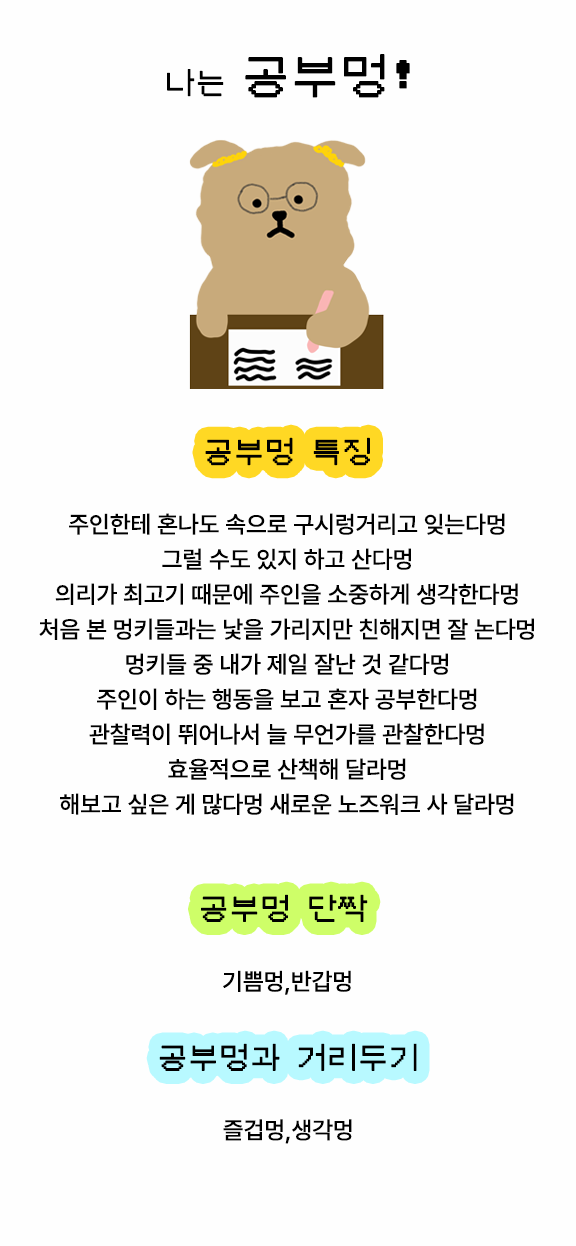 나는 공부멍!
공부멍 특징
주인한테 혼나도 속으로 구시렁거리고 잊는다멍
그럴 수도 있지 하고 산다멍
의리가 최고기 때문에 주인을 소중하게 생각한다멍
처음 본 멍키들과는 낯을 가리지만 친해지면 잘 논다멍
멍키들 중 내가 제일 잘난 것 같다멍
주인이 하는 행동을 보고 혼자 공부한다멍
관찰력이 뛰어나서 늘 무언가를 관찰한다멍
효율적으로 산책해 달라멍
해보고 싶은 게 많다멍 새로운 노즈워크 사 달라멍
공부멍 단짝
기쁨멍,반갑멍
공부멍과 거리두기
즐겁멍,생각멍